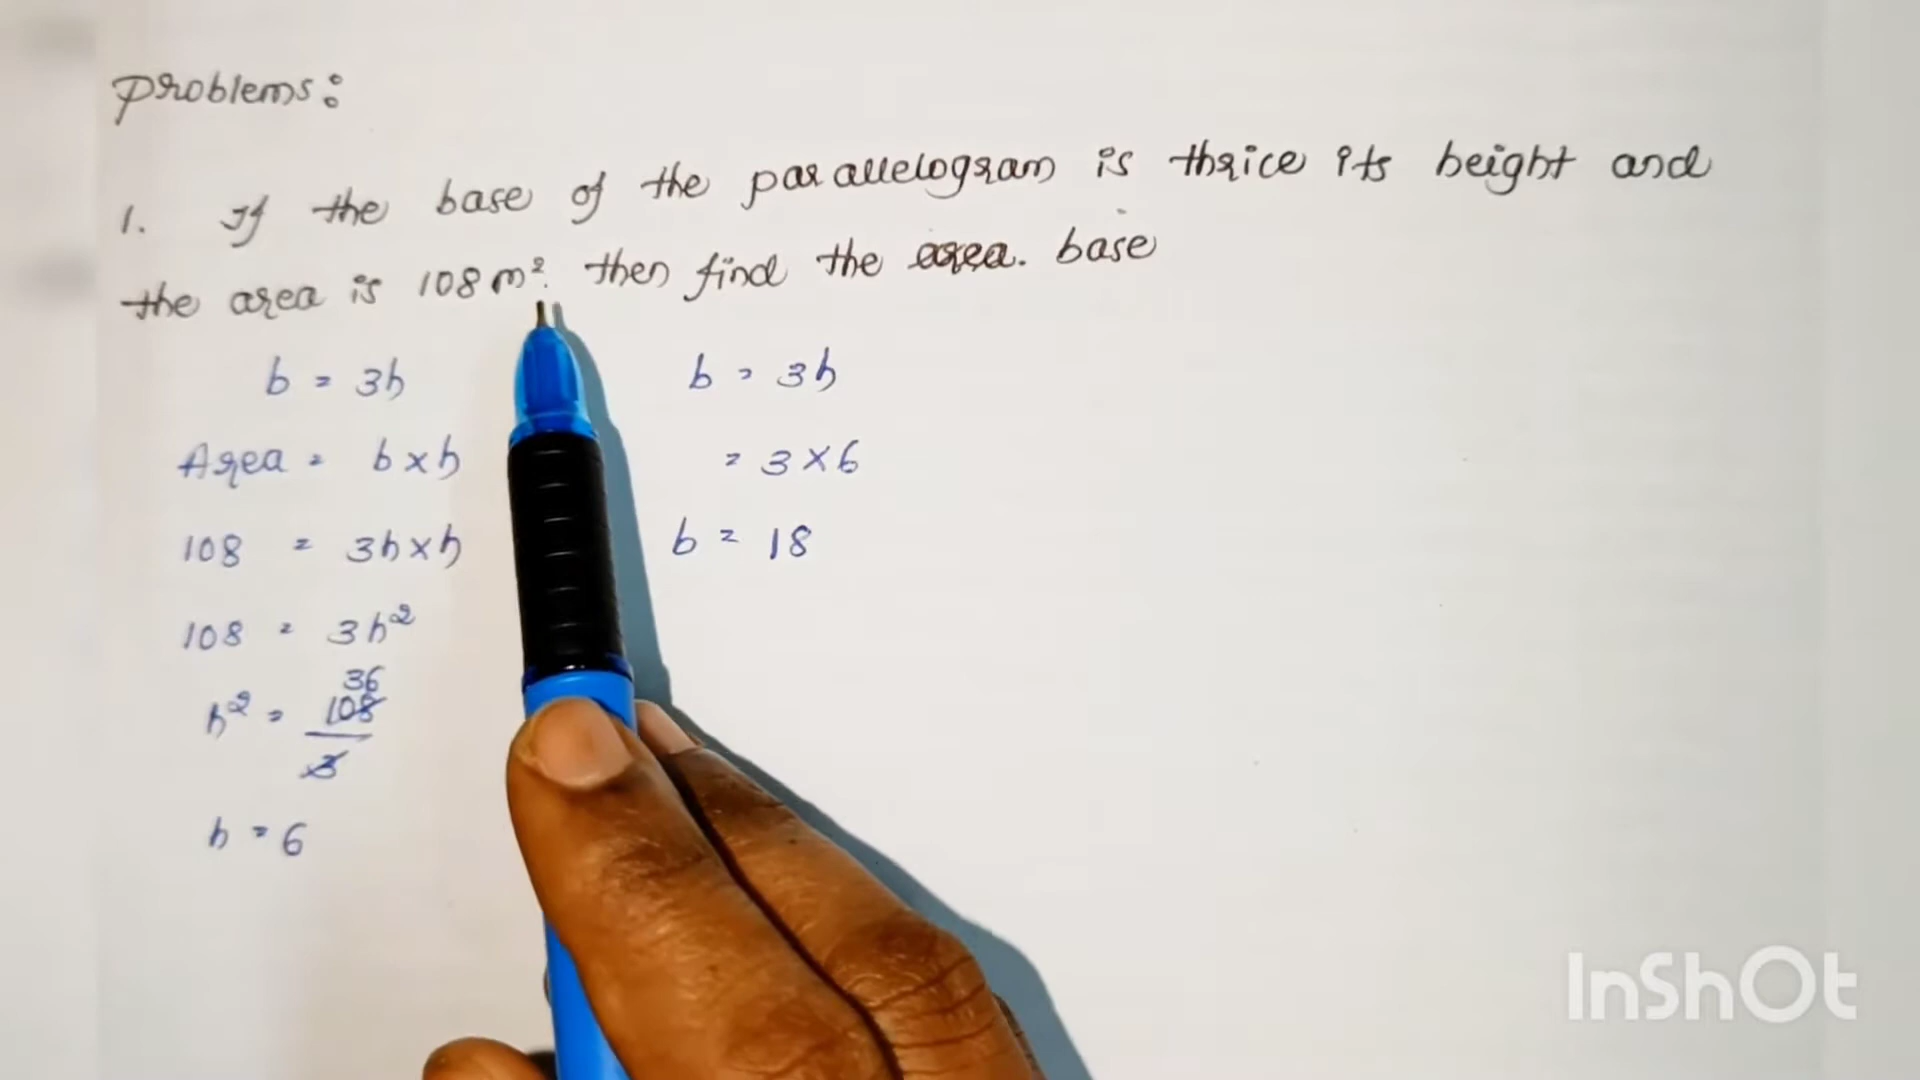 Problems:
1. If the base of the parallelogram is thrice its height and
the area is 108 m². then find the area. base
b = 3h
Area = b×h
108 = 3h×h
108 = 3h²
36
h² = 108
3
h = 6
b = 3h
= 3×6
b = 18
InShOt